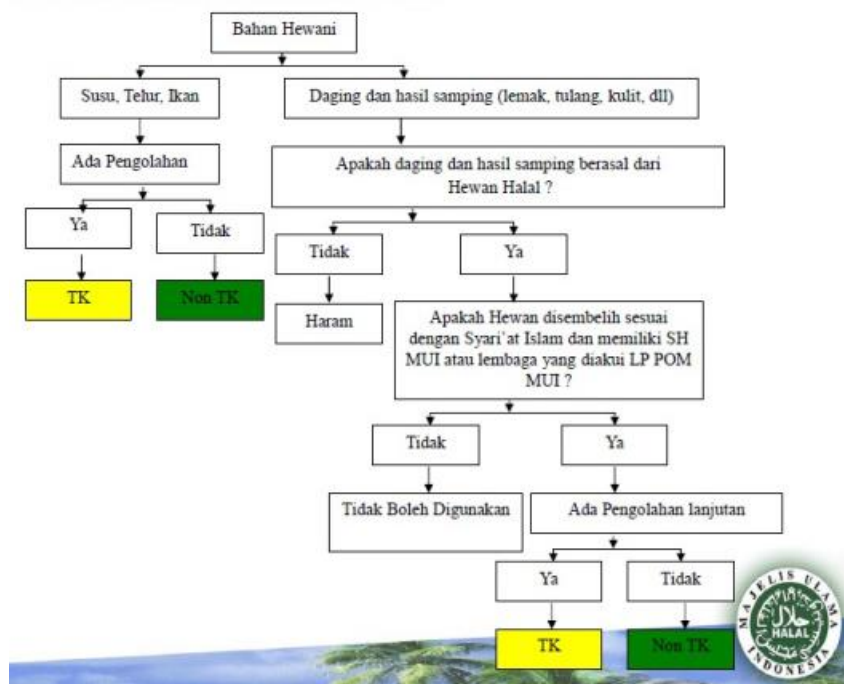 Bahan Hewani
Susu, Telur, Ikan
Daging dan hasil samping (lemak, tulang, kulit, dll)
Ada Pengolahan
Apakah daging dan hasil samping berasal dari
Hewan Halal ?
Ya
Tidak
Tidak
Ya
TK
Non TK
Haram
Apakah Hewan disembelih sesuai
dengan Syari`at Islam dan memiliki SH
MUI atau lembaga yang diakui LP POM
MUI ?
Tidak
Ya
Tidak Boleh Digunakan
Ada Pengolahan lanjutan
Ya
Tidak
TK
Non TK
MAJELIS ULAMA
حلال
HALAL
INDONESIA